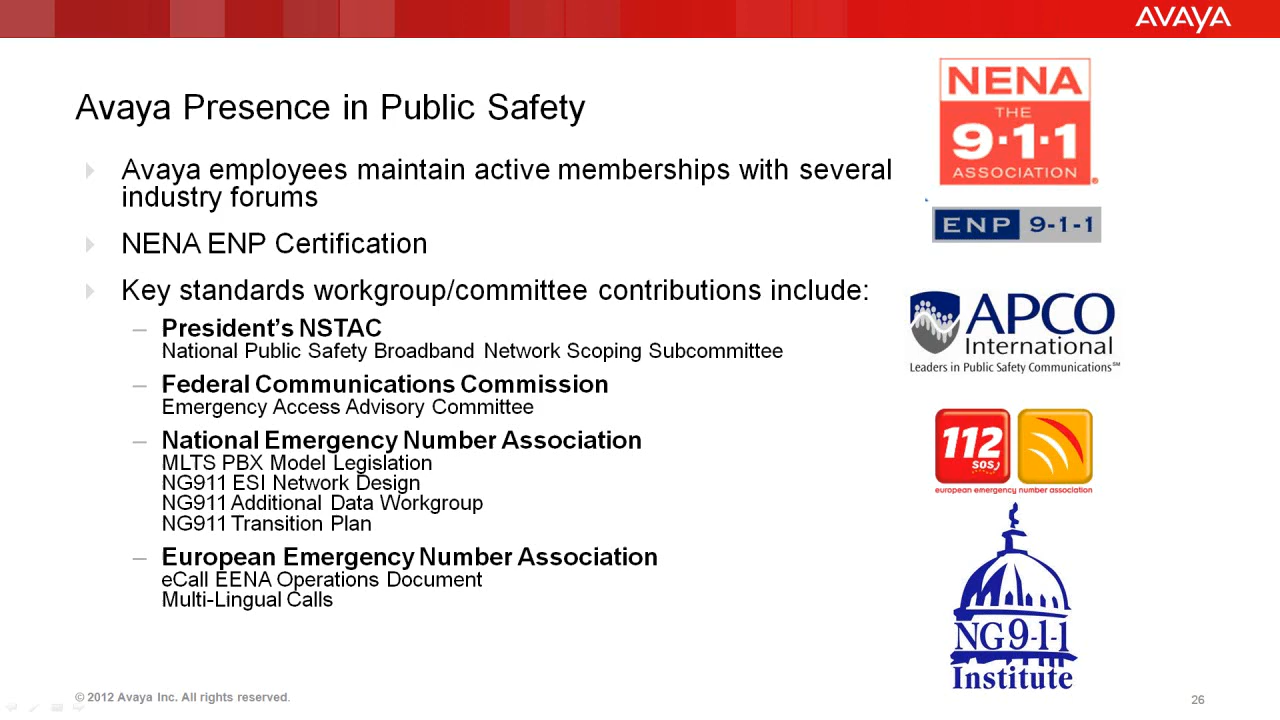 AVAYA
Avaya Presence in Public Safety
Avaya employees maintain active memberships with several
industry forums
NENA ENP Certification
Key standards workgroup/committee contributions include:
– President’s NSTAC
National Public Safety Broadband Network Scoping Subcommittee
– Federal Communications Commission
Emergency Access Advisory Committee
– National Emergency Number Association
MLTS PBX Model Legislation
NG911 ESI Network Design
NG911 Additional Data Workgroup
NG911 Transition Plan
– European Emergency Number Association
eCall EENA Operations Document
Multi-Lingual Calls
NENA
THE
9·1·1
ASSOCIATION®
ENP 9-1-1
APCO
International
Leaders in Public Safety Communications℠
112
SOS
european emergency number association
NG9-1-1
Institute
© 2012 Avaya Inc. All rights reserved.
26